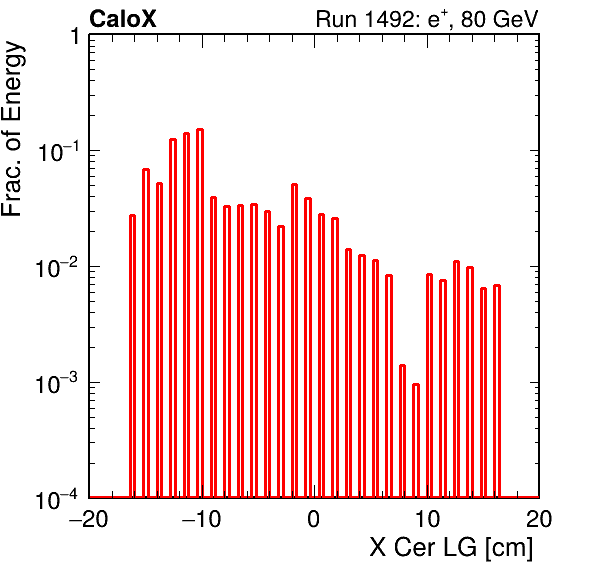 CaloX Run 1492: e⁺, 80 GeV
Frac. of Energy
1
10⁻¹
10⁻²
10⁻³
10⁻⁴
−20 −10 0 10 20
X Cer LG [cm]